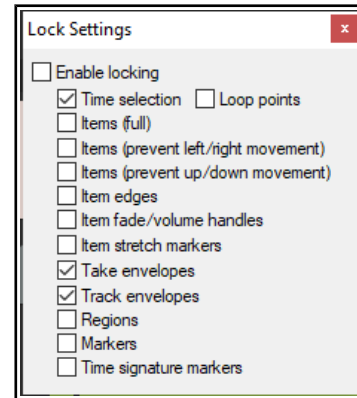 Lock Settings x
Enable locking
Time selection Loop points
Items (full)
Items (prevent left/right movement)
Items (prevent up/down movement)
Item edges
Item fade/volume handles
Item stretch markers
Take envelopes
Track envelopes
Regions
Markers
Time signature markers